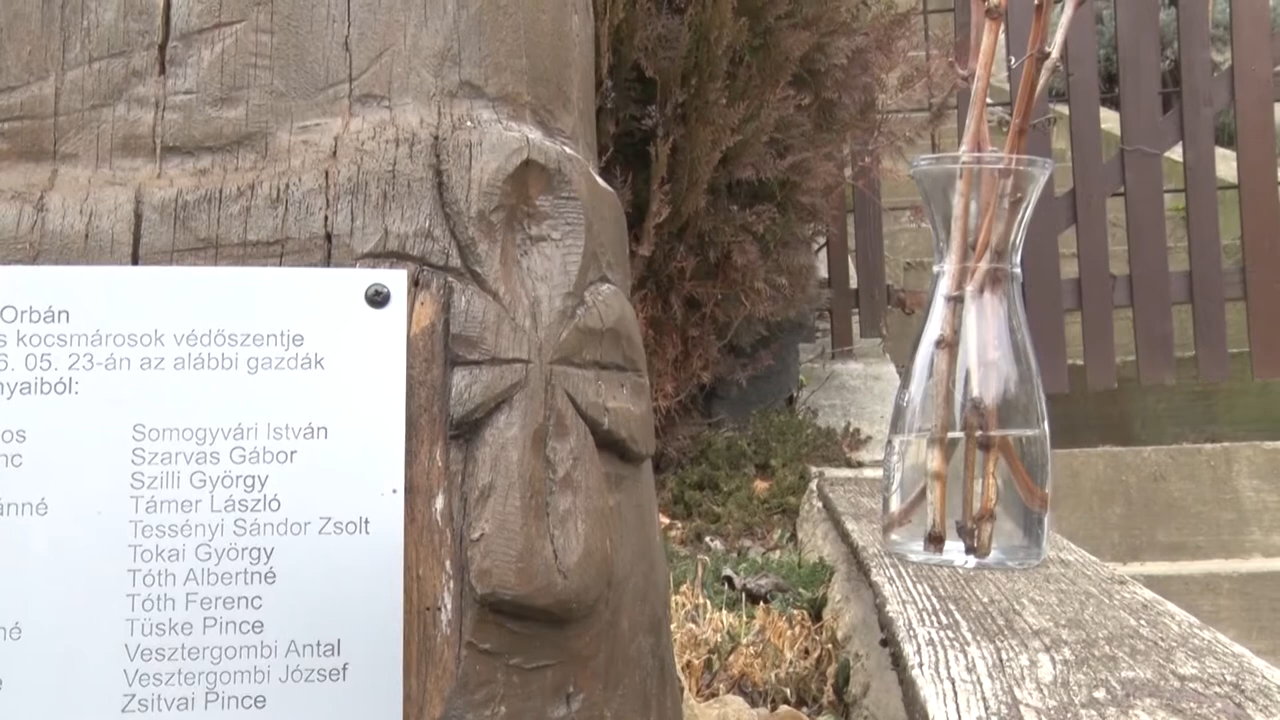 Orbán
s kocsmárosok védőszentje
6. 05. 23-án az alábbi gazdák
nyaiból:
os Somogyvári István
nc Szarvas Gábor
Szilli György
ánné Támer László
Tessényi Sándor Zsolt
Tokai György
Tóth Albertné
Tóth Ferenc
né Tüske Pince
Vesztergombi Antal
e Vesztergombi József
Zsitvai Pince